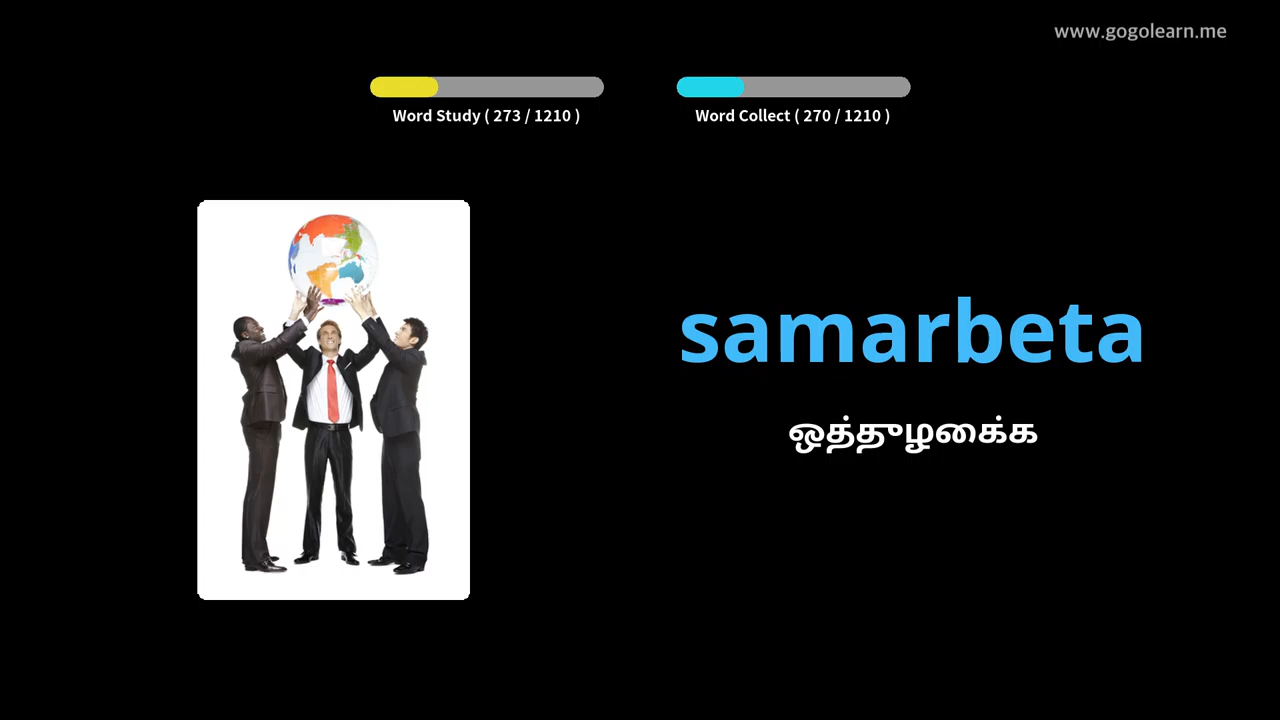 www.gogolearn.me
Word Study ( 273 / 1210 )
Word Collect ( 270 / 1210 )
samarbeta
ஒத்துழைக்க